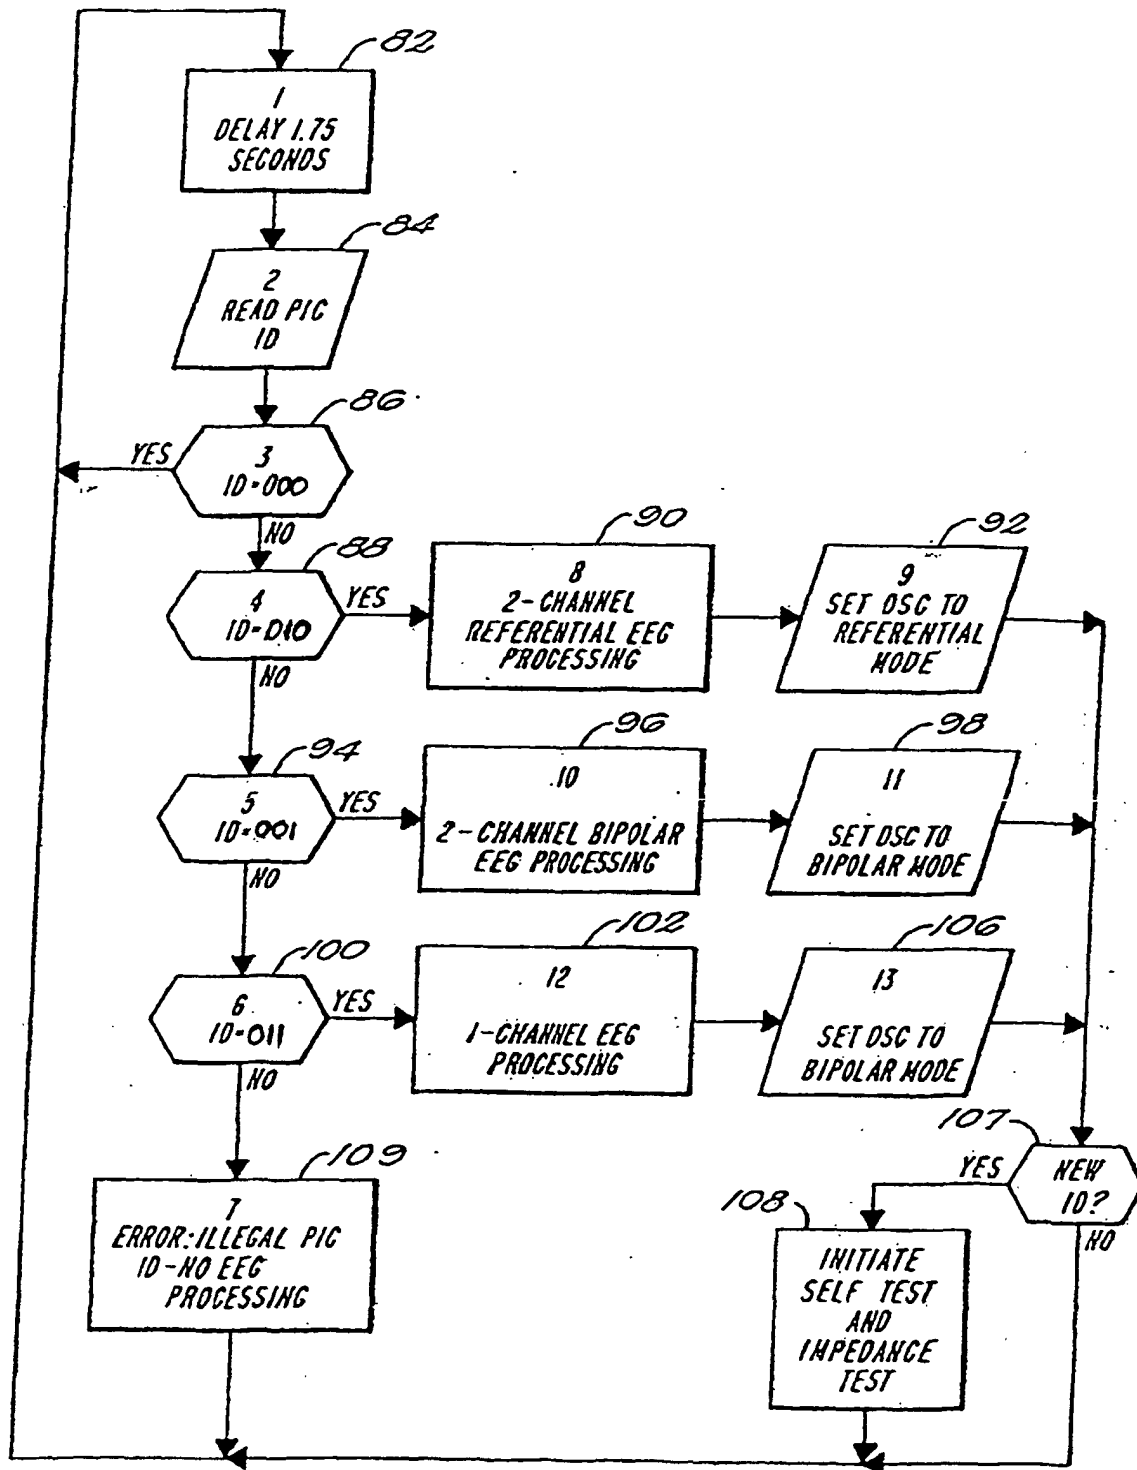 82
1
DELAY 1.75
SECONDS
84
2
READ PIC
ID
86
YES
3
ID=000
NO
88
4
ID=010
YES
NO
90
8
2-CHANNEL
REFERENTIAL EEG
PROCESSING
92
9
SET DSC TO
REFERENTIAL
MODE
94
5
ID=001
YES
NO
96
10
2-CHANNEL BIPOLAR
EEG PROCESSING
98
11
SET DSC TO
BIPOLAR MODE
100
6
ID=011
YES
NO
102
12
1-CHANNEL EEG
PROCESSING
106
13
SET DSC TO
BIPOLAR MODE
107
NEW
ID?
YES
NO
109
7
ERROR: ILLEGAL PIC
ID-NO EEG
PROCESSING
108
INITIATE
SELF TEST
AND
IMPEDANCE
TEST